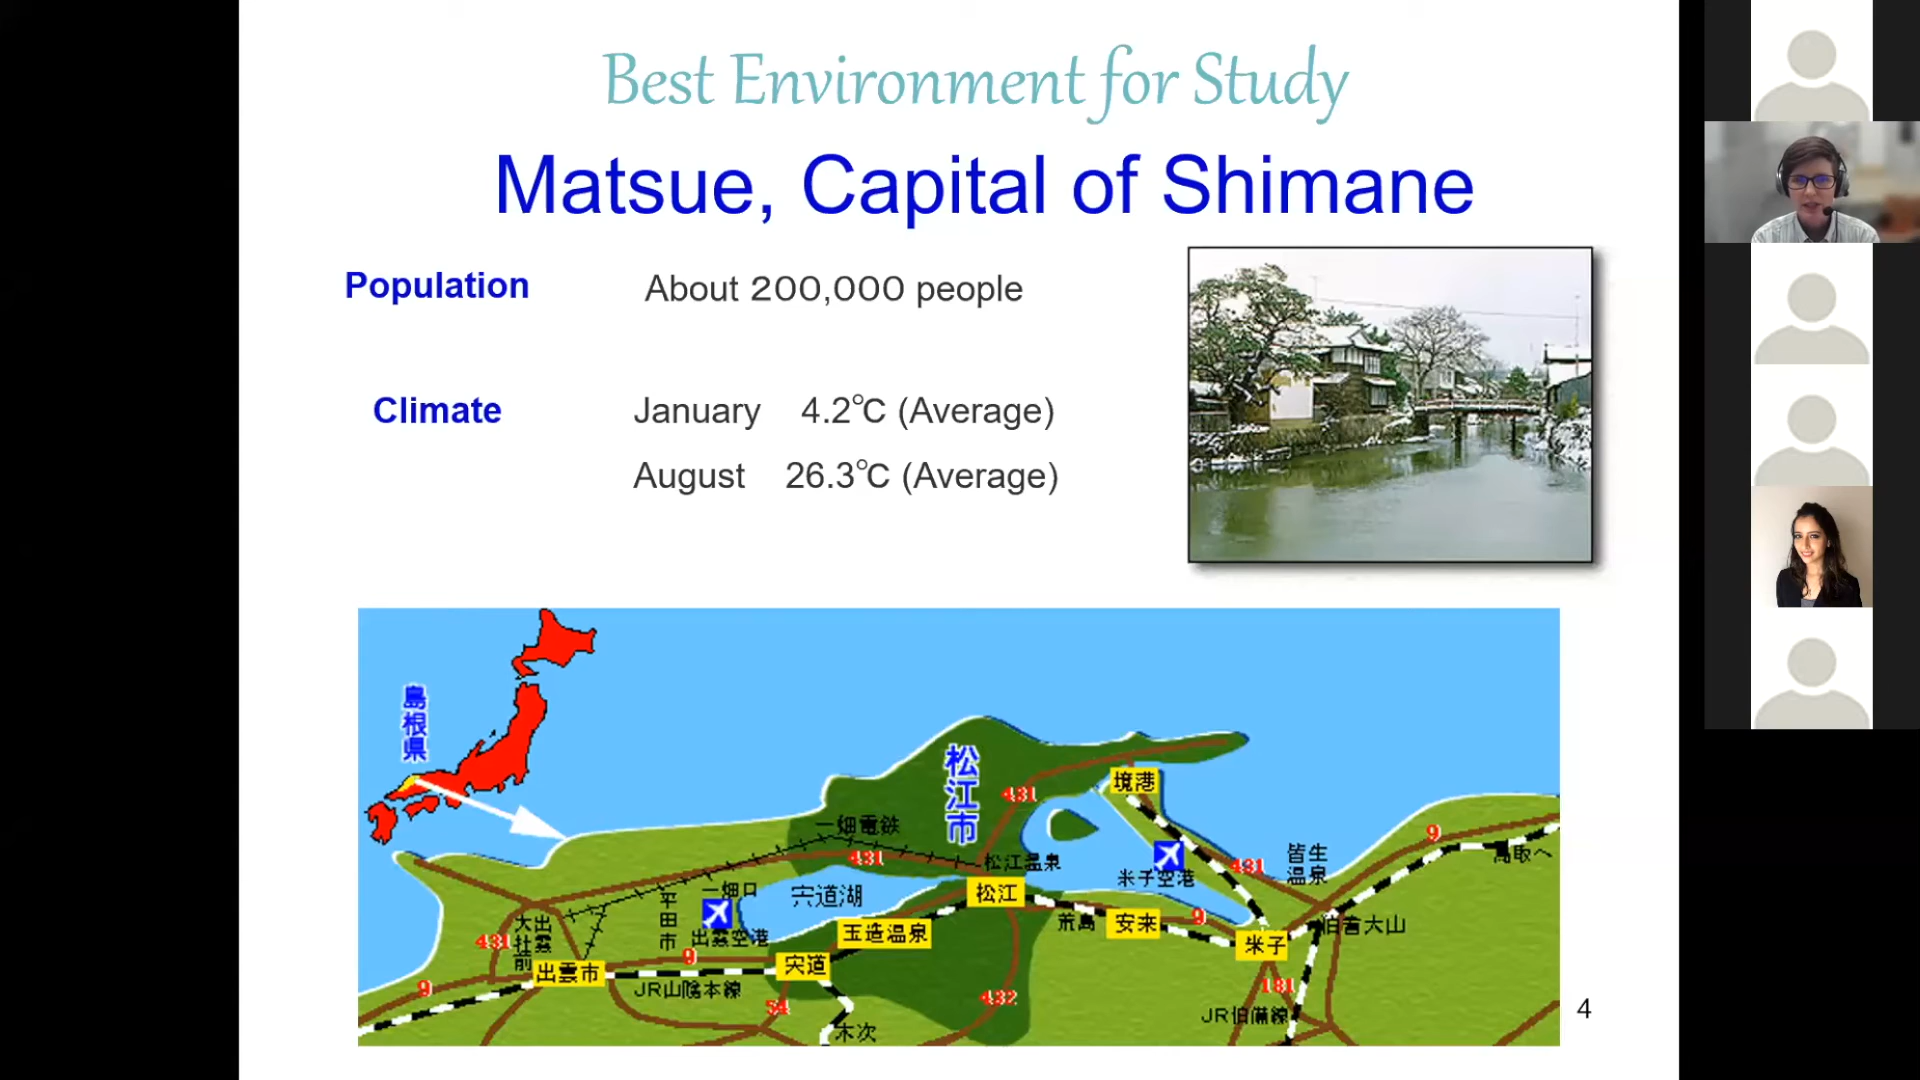 Best Environment for Study
Matsue, Capital of Shimane
Population
About 200,000 people
Climate
January 4.2℃ (Average)
August 26.3℃ (Average)
島根県
松江市
境港
431
一畑電鉄
431
松江温泉
9
鳥取へ
皆生温泉
431
米子空港
一畑口
宍道湖
松江
平田市
出雲空港
玉造温泉
荒島
安来
9
伯耆大山
米子
大社前
出雲
431
出雲市
9
宍道
9
JR山陰本線
54
432
181
JR伯備線
木次
4